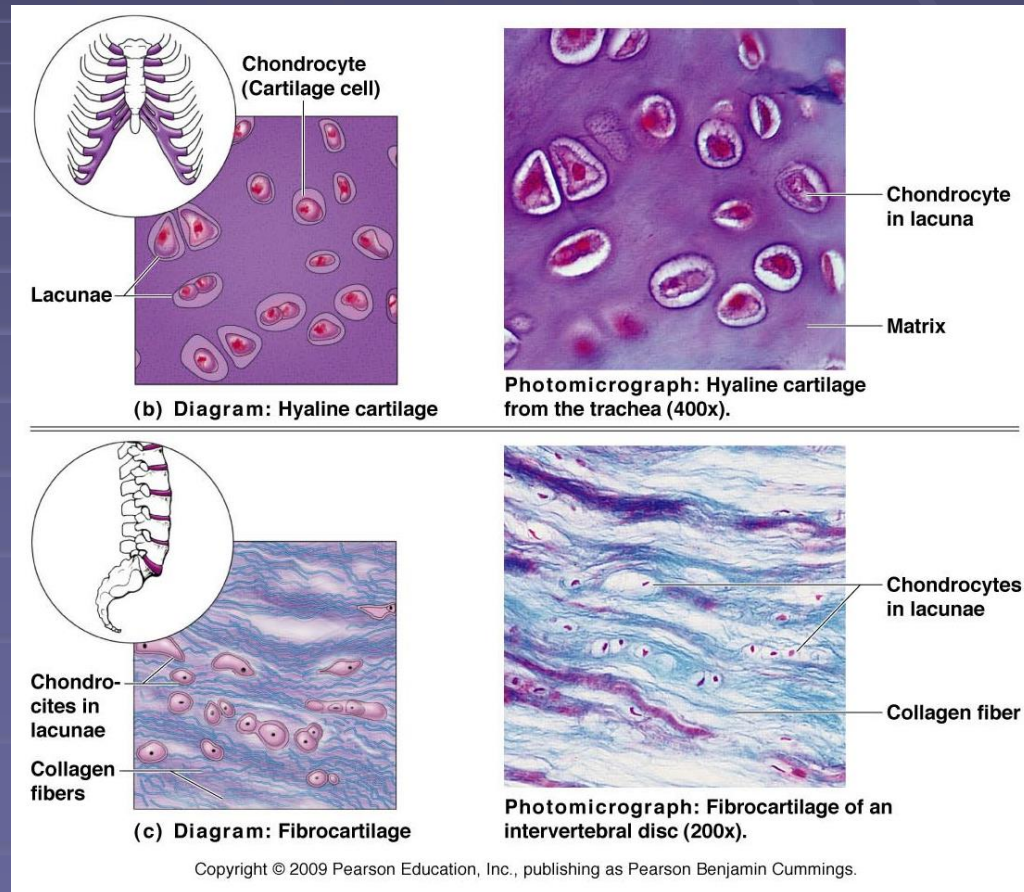 Chondrocyte
(Cartilage cell)
Lacunae
(b) Diagram: Hyaline cartilage
Chondrocyte
in lacuna
Matrix
Photomicrograph: Hyaline cartilage
from the trachea (400x).
Chondro-
cites in
lacunae
Collagen
fibers
(c) Diagram: Fibrocartilage
Chondrocytes
in lacunae
Collagen fiber
Photomicrograph: Fibrocartilage of an
intervertebral disc (200x).
Copyright © 2009 Pearson Education, Inc., publishing as Pearson Benjamin Cummings.